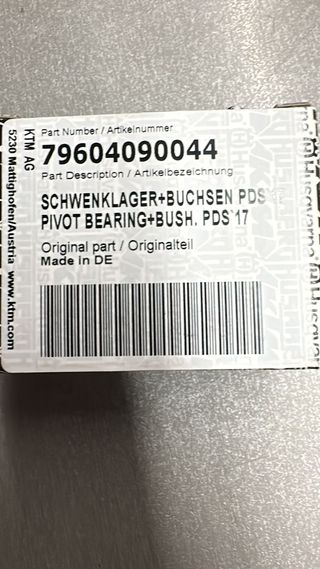 Part Number / Artikelnummer
79604090044
Part Description / Artikelbezeichnung
SCHWENKLAGER+BUCHSEN PDS
PIVOT BEARING+BUSH. PDS`17
Original part / Originalteil
Made in DE
KTM AG
5230 Mattighofen/Austria www.ktm.com
Husqvarna